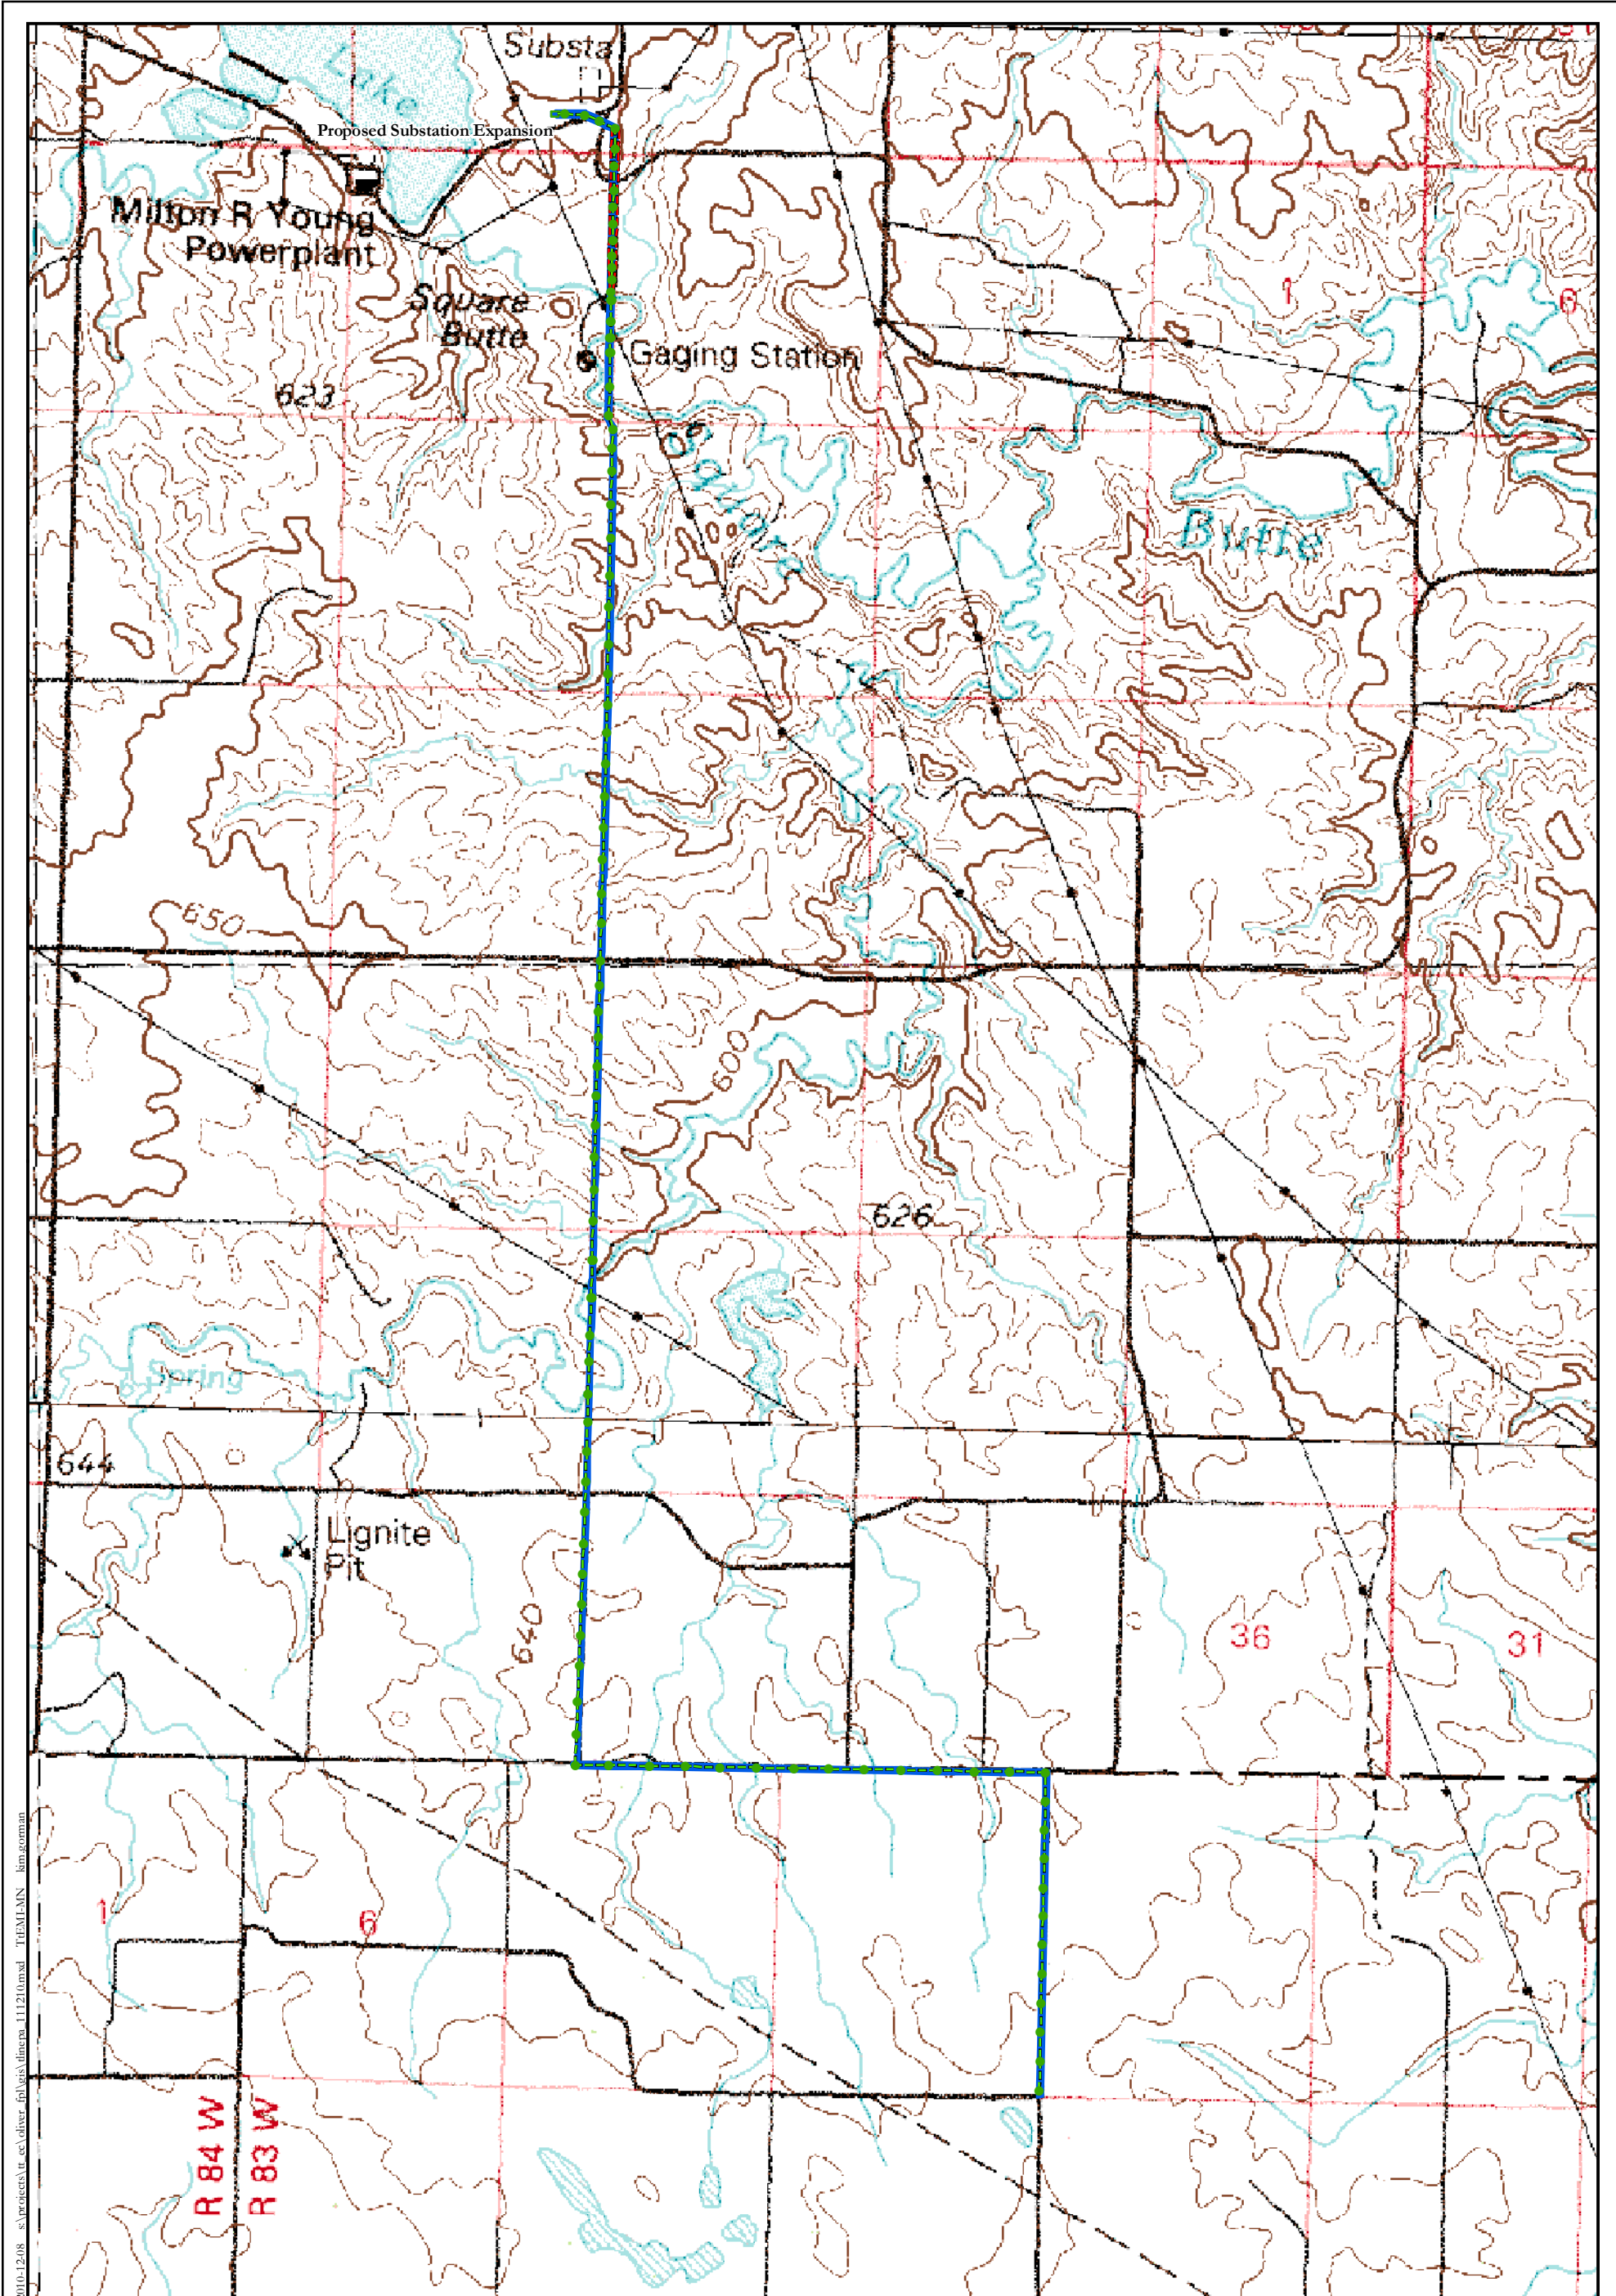 Substa
Lake
Proposed Substation Expansion
Milton R Young
Powerplant
Square
Butte
Gaging Station
1
6
623
Square
Butte
650
600
626
Spring
644
Lignite
Pit
640
36
31
1
6
R 84 W
R 83 W